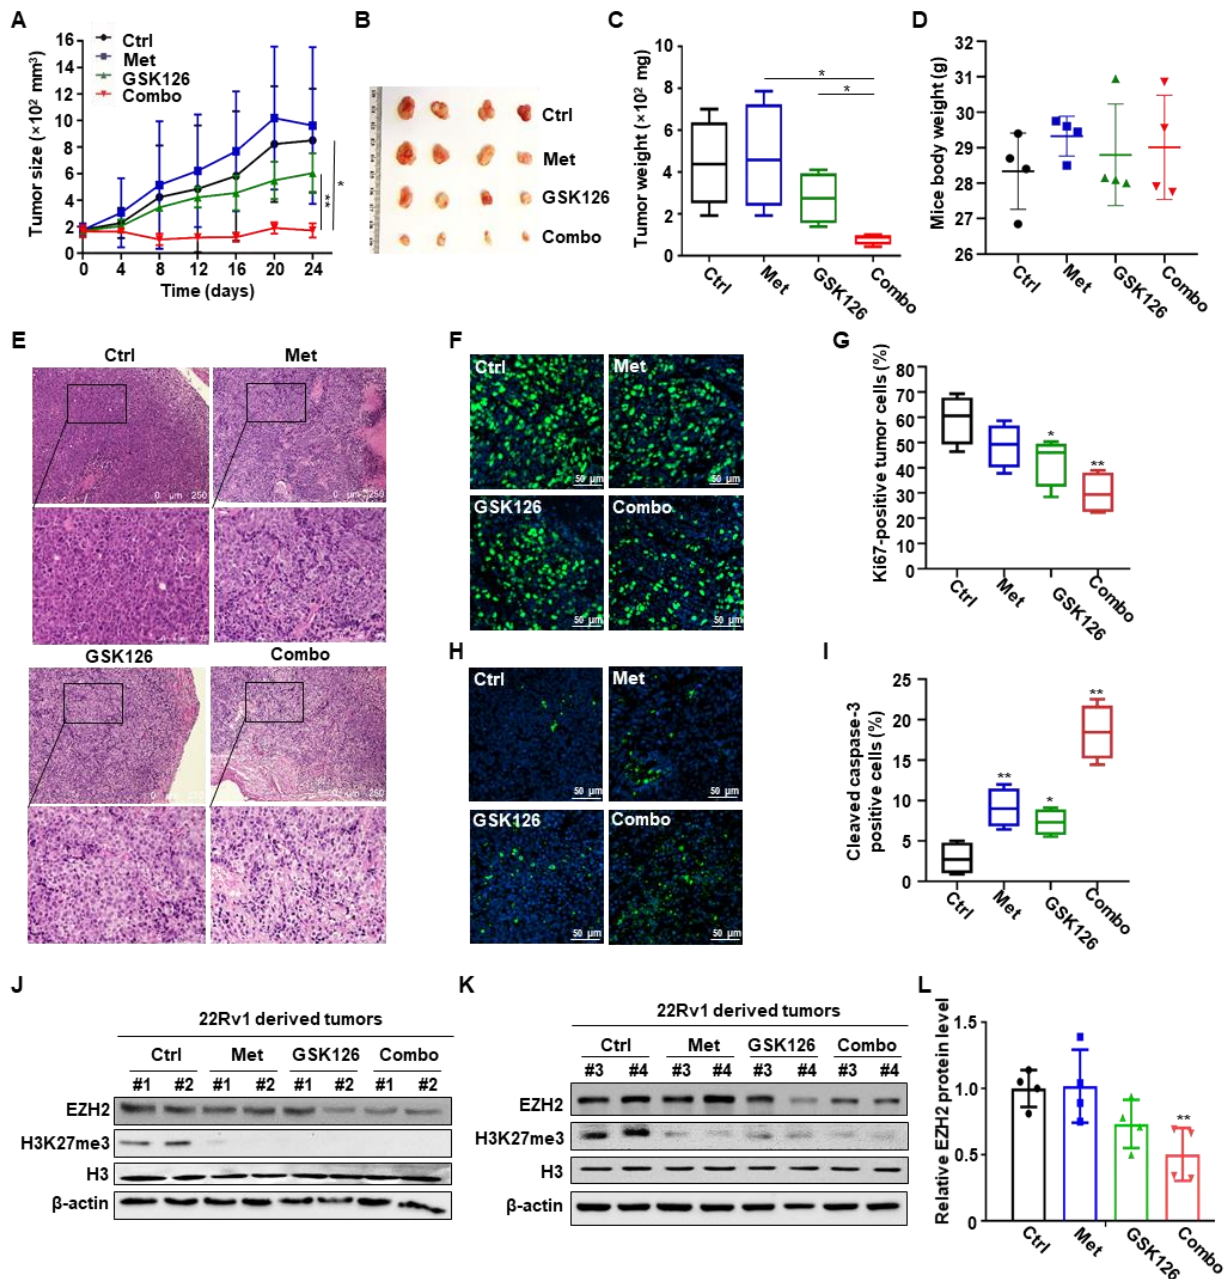 A
16
14
12
10
8
6
4
2
0
Tumor size (×10² mm³)
Ctrl
Met
GSK126
Combo
*
**
0 4 8 12 16 20 24
Time (days)
B
Ctrl
Met
GSK126
Combo
C
10
8
6
4
2
0
Tumor weight (×10² mg)
*
*
Ctrl
Met
GSK126
Combo
D
32
31
30
29
28
27
26
Mice body weight (g)
Ctrl
Met
GSK126
Combo
E
Ctrl Met
0 µm 250
0 µm 250
GSK126 Combo
F
Ctrl
50 µm
Met
50 µm
GSK126
50 µm
Combo
50 µm
G
80
70
60
50
40
30
20
10
0
Ki67-positive tumor cells (%)
*
**
Ctrl
Met
GSK126
Combo
H
Ctrl
50 µm
Met
50 µm
GSK126
50 µm
Combo
50 µm
I
25
20
15
10
5
0
Cleaved caspase-3
positive cells (%)
**
*
**
Ctrl
Met
GSK126
Combo
J
22Rv1 derived tumors
Ctrl Met GSK126 Combo
#1 #2 #1 #2 #1 #2 #1 #2
EZH2
H3K27me3
H3
β-actin
K
22Rv1 derived tumors
Ctrl Met GSK126 Combo
#3 #4 #3 #4 #3 #4 #3 #4
EZH2
H3K27me3
H3
β-actin
L
1.5
1.0
0.5
0
Relative EZH2 protein level
**
Ctrl
Met
GSK126
Combo